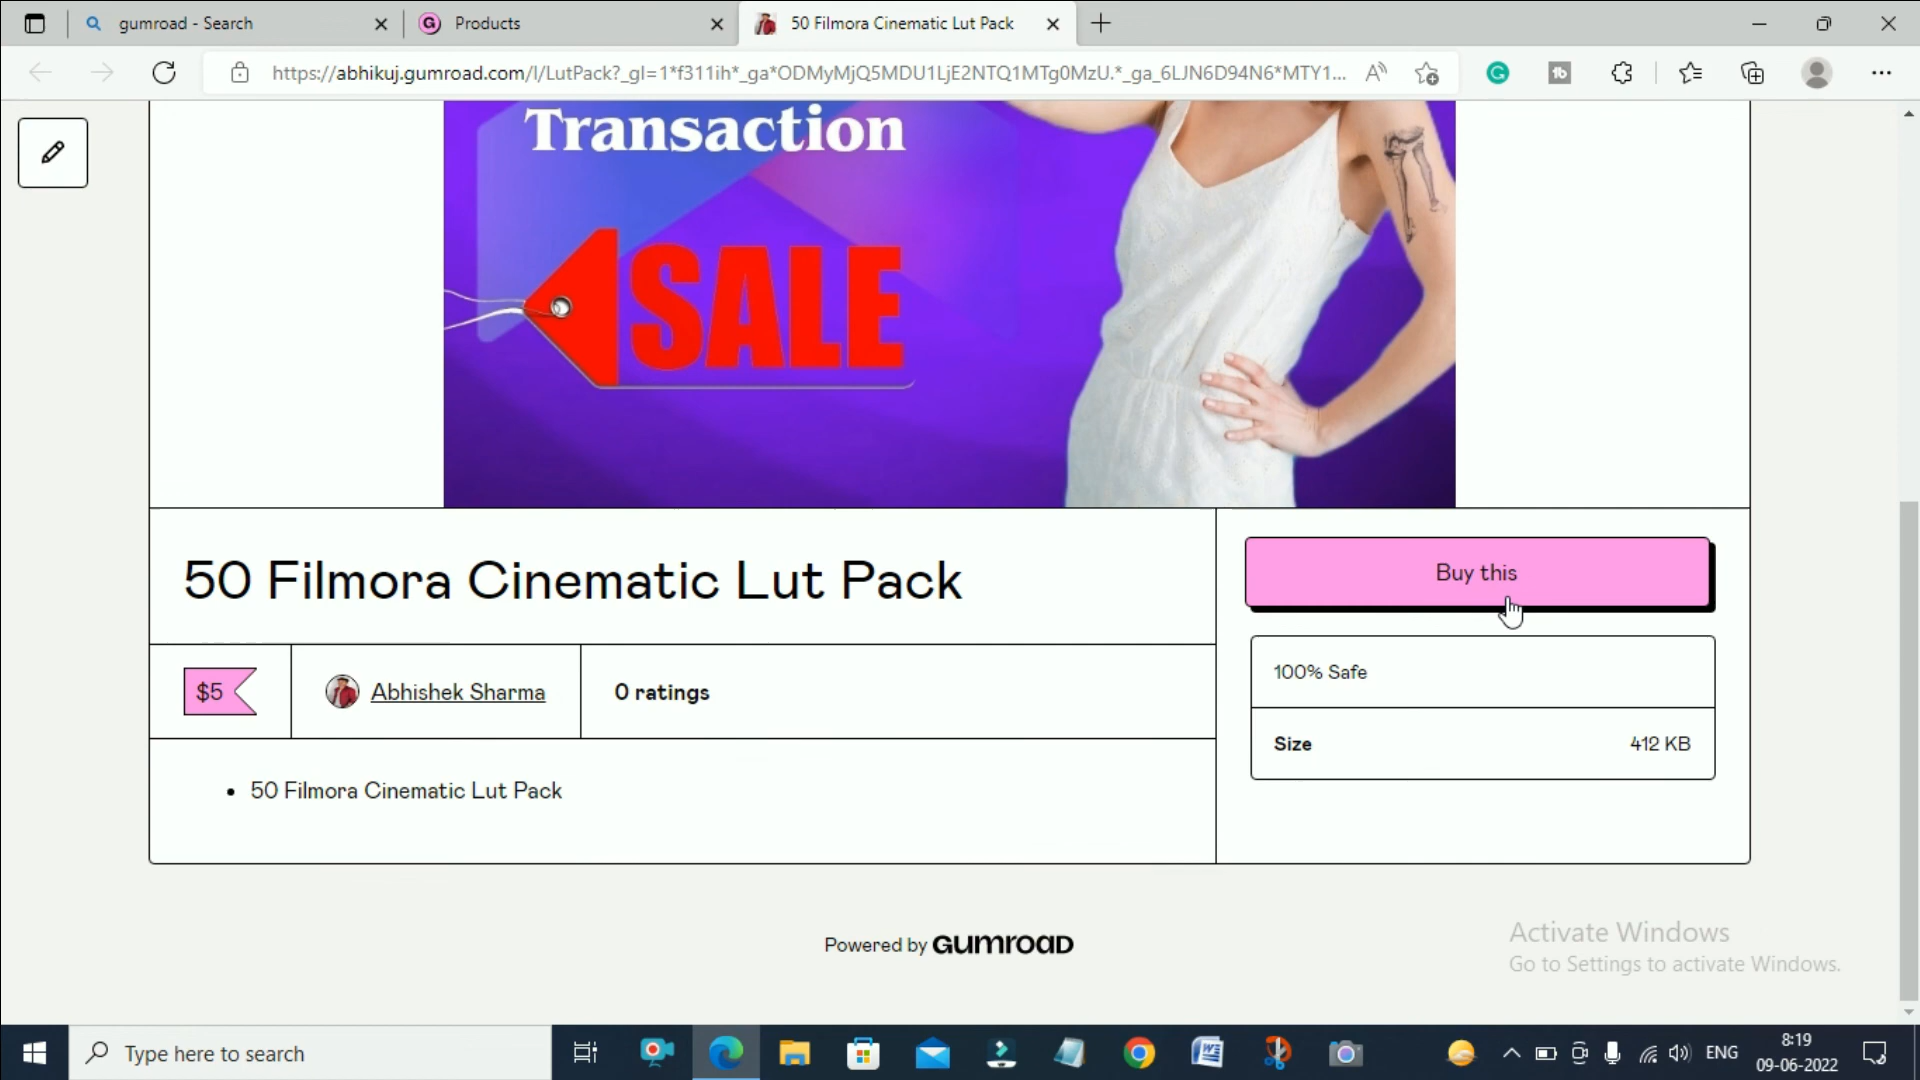 gumroad - Search
Products
50 Filmora Cinematic Lut Pack
https://abhikuj.gumroad.com/l/LutPack?_gl=1*f311ih*_ga*ODMyMjQ5MDU1LjE2NTQ1MTg0MzU.*_ga_6LJN6D94N6*MTY1...
Transaction
SALE
50 Filmora Cinematic Lut Pack
Buy this
100% Safe
$5
Abhishek Sharma
0 ratings
Size
412 KB
50 Filmora Cinematic Lut Pack
Powered by GUMROAD
Activate Windows
Go to Settings to activate Windows.
Type here to search
ENG
8:19
09-06-2022